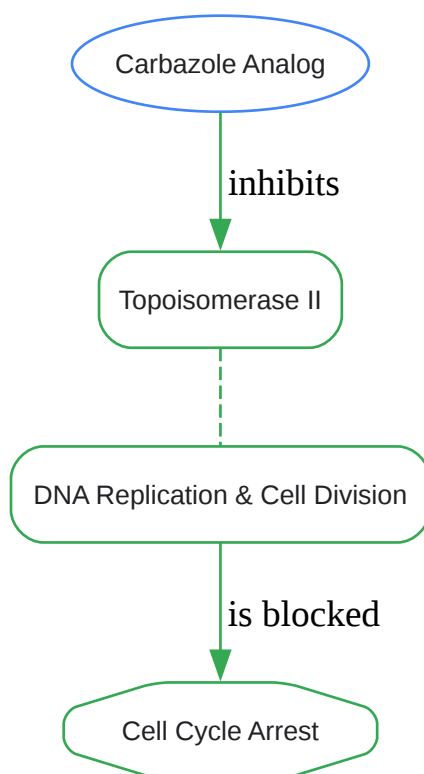 Carbazole Analog
inhibits
Topoisomerase II
DNA Replication & Cell Division
is blocked
Cell Cycle Arrest